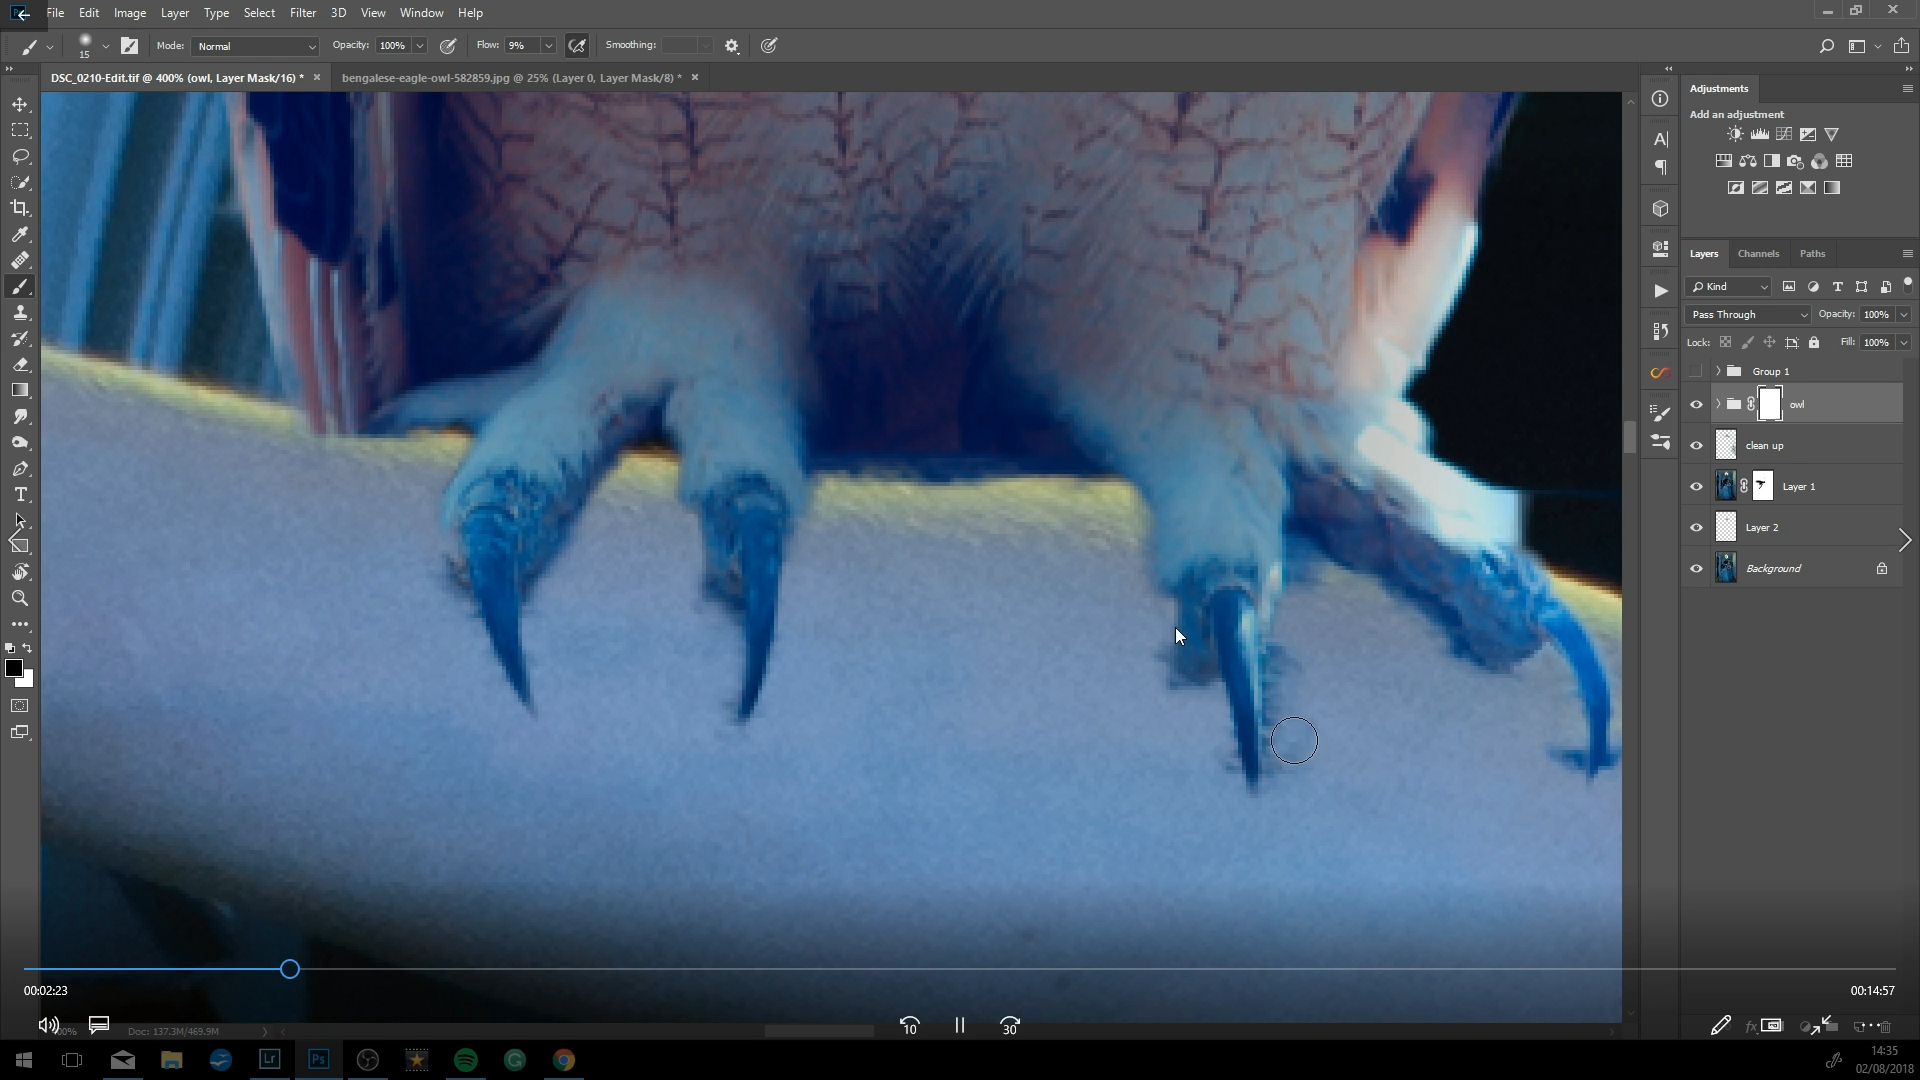 File Edit Image Layer Type Select Filter 3D View Window Help
15 Mode: Normal Opacity: 100% Flow: 9% Smoothing:
DSC_0210-Edit.tif @ 400% (owl, Layer Mask/16) * × bengalese-eagle-owl-582859.jpg @ 25% (Layer 0, Layer Mask/8) * ×
Adjustments
Add an adjustment
Layers Channels Paths
Kind
Pass Through Opacity: 100%
Lock: Fill: 100%
Group 1
owl
clean up
Layer 1
Layer 2
Background
00:02:23 00:14:57
Doc: 137.3M/469.9M
10 30
Lr Ps
14:35
02/08/2018